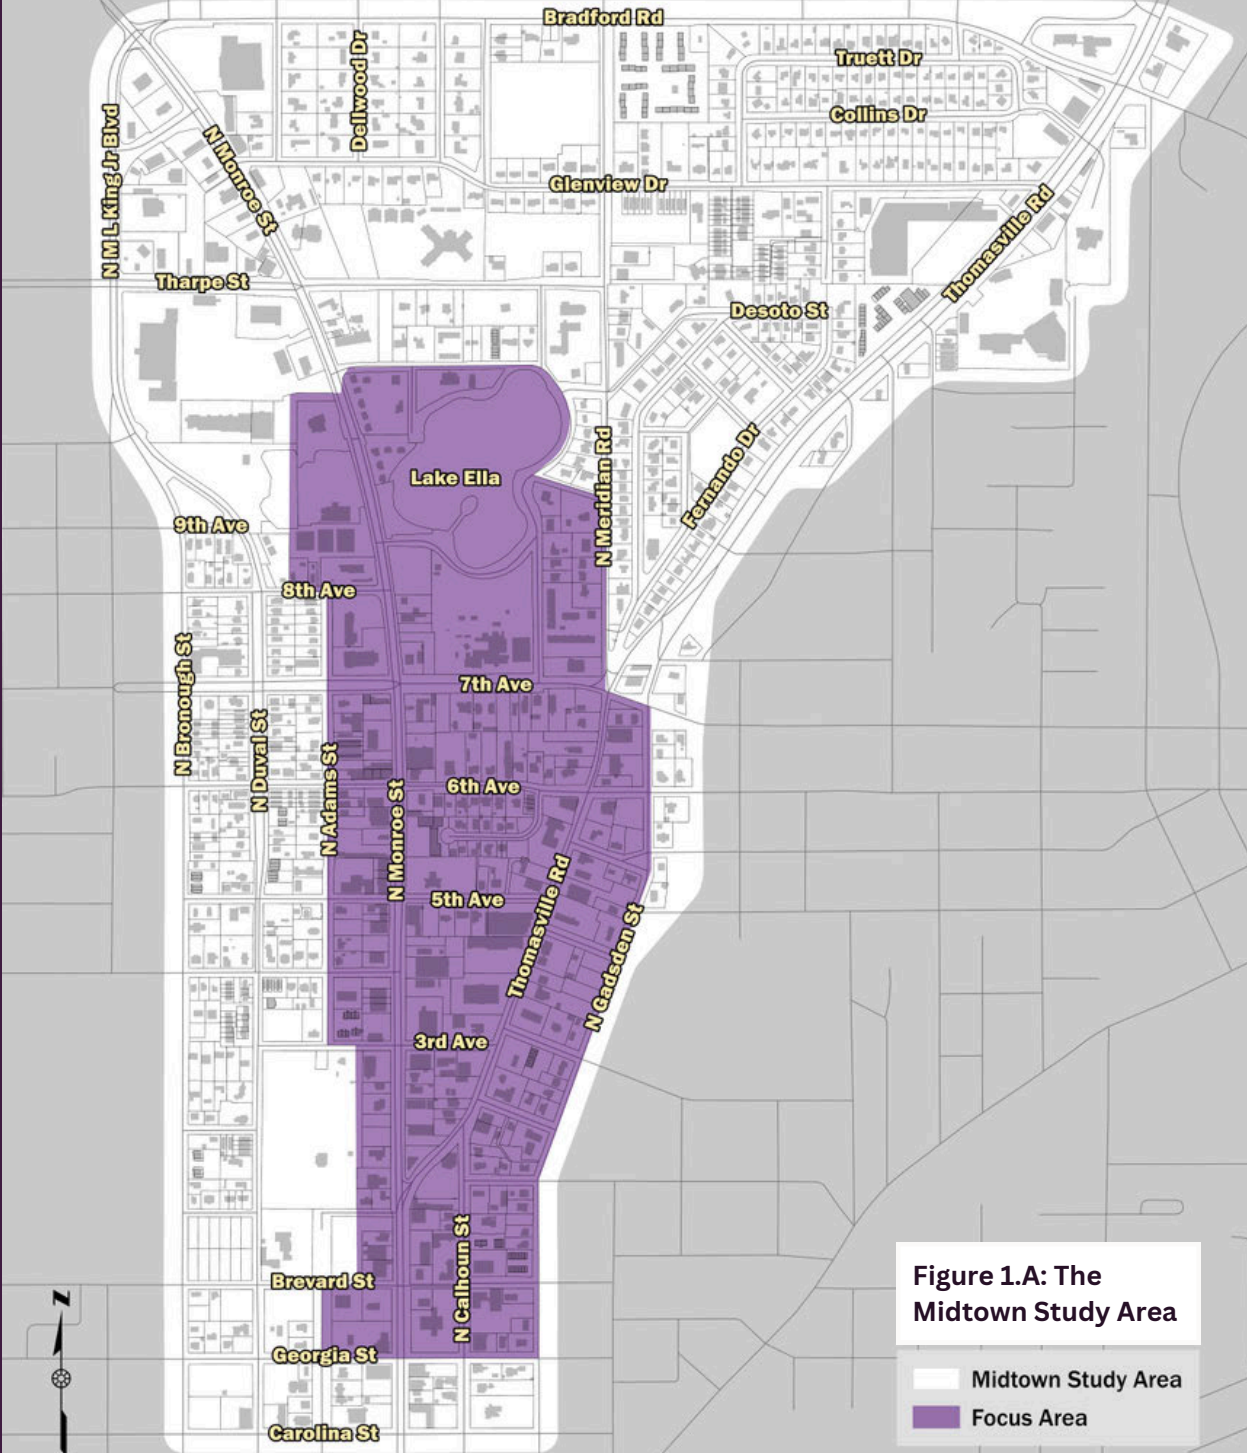 Bradford Rd
Truett Dr
Dellwood Dr
Collins Dr
N M L King Jr Blvd
N Monroe St
Glenview Dr
Thomasville Rd
Tharpe St
Desoto St
Lake Ella
N Meridian Rd
Fernando Dr
9th Ave
8th Ave
N Bronough St
7th Ave
N Duval St
N Adams St
6th Ave
N Monroe St
5th Ave
Thomasville Rd
N Gadsden St
3rd Ave
N Calhoun St
Brevard St
Georgia St
Carolina St
N
Figure 1.A: The
Midtown Study Area
Midtown Study Area
Focus Area